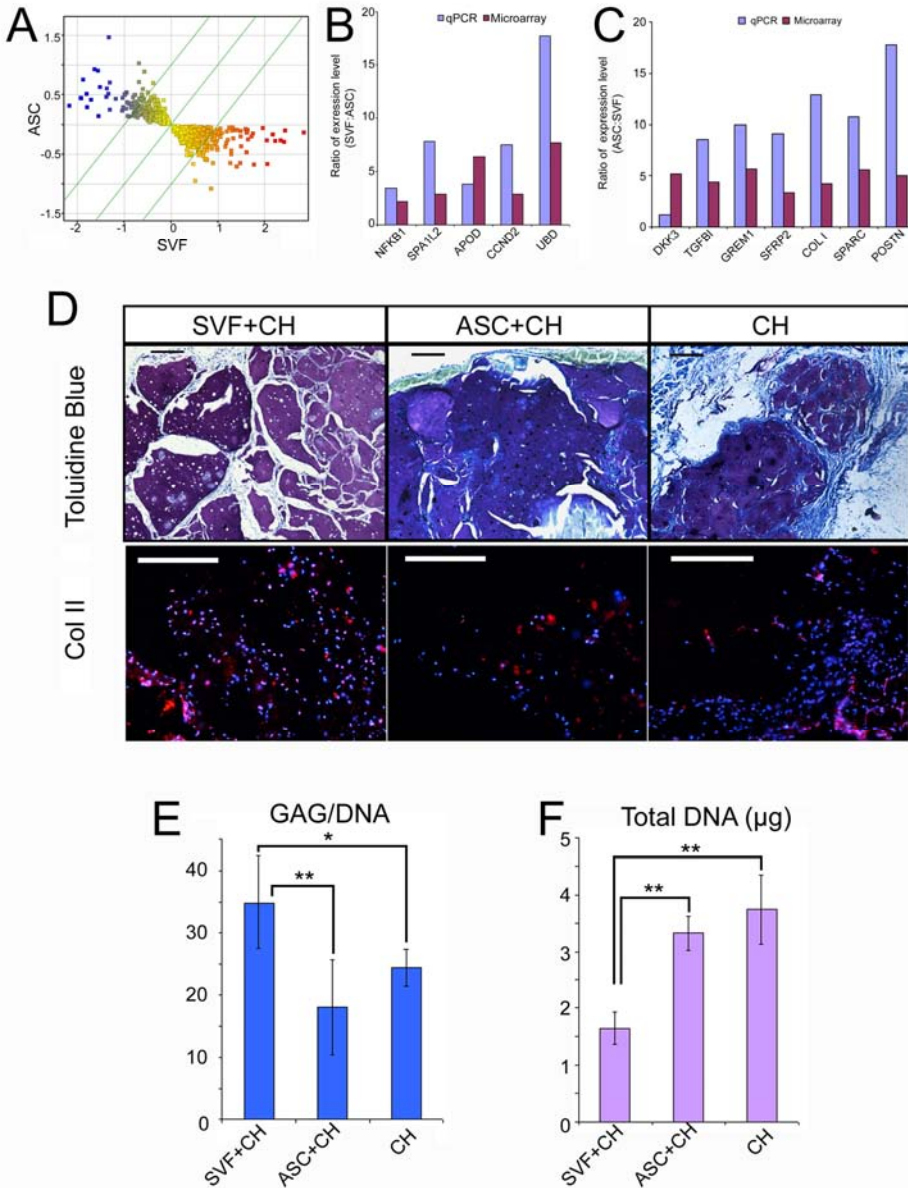 A
1.5
0.5
-0.5
-1.5
ASC
-2
-1
0
1
2
SVF
B
qPCR Microarray
20
15
10
5
0
Ratio of exression level
(SVF:ASC)
NFKB1
SPA1L2
APOD
CCND2
UBD
C
qPCR Microarray
20
15
10
5
0
Ratio of expression level
(ASC:SVF)
DKK3
TGFBI
GREM1
SFRP2
COL I
SPARC
POSTN
D
SVF+CH
ASC+CH
CH
Toluidine Blue
Col II
E
GAG/DNA
40
30
20
10
0
*
**
SVF+CH
ASC+CH
CH
F
Total DNA (µg)
5
4
3
2
1
0
**
**
SVF+CH
ASC+CH
CH